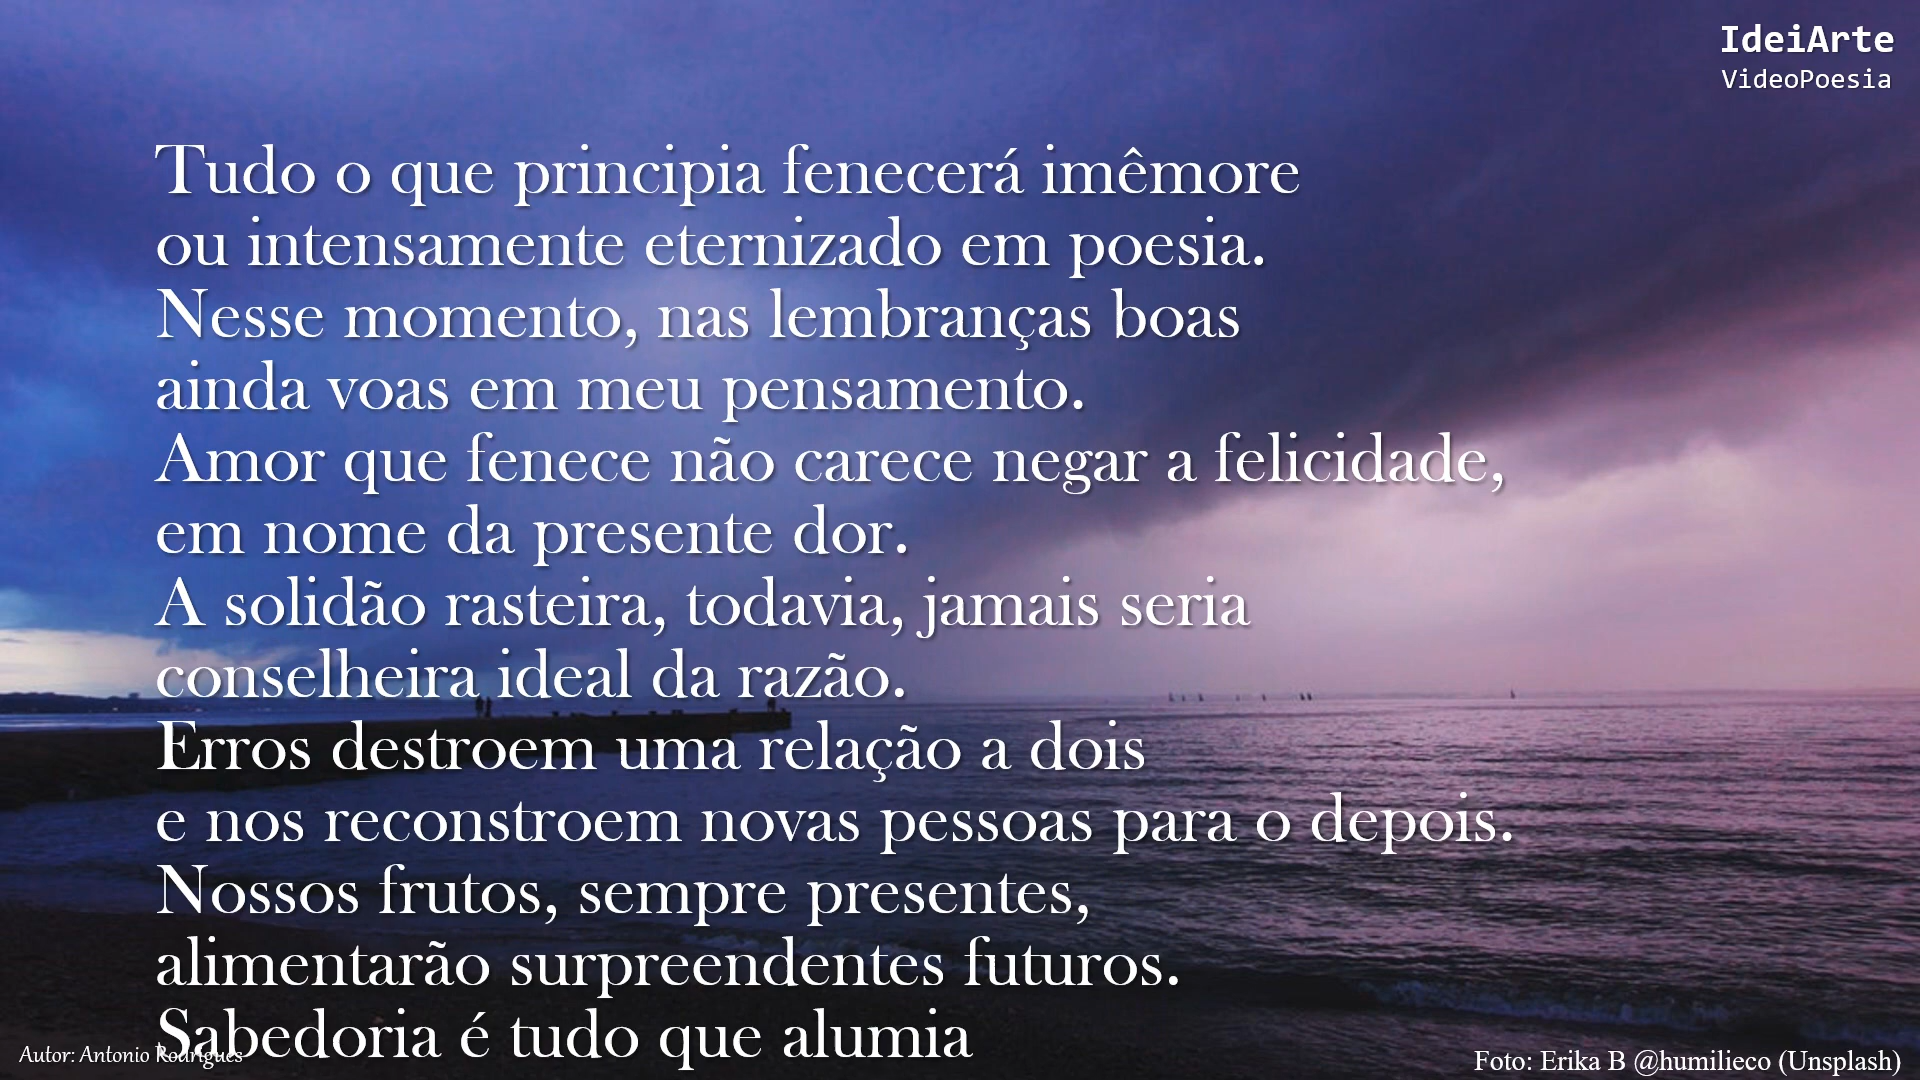 IdeiArte
VideoPoesia
Tudo o que principia fenecerá imêmore
ou intensamente eternizado em poesia.
Nesse momento, nas lembranças boas
ainda voas em meu pensamento.
Amor que fenece não carece negar a felicidade,
em nome da presente dor.
A solidão rasteira, todavia, jamais seria
conselheira ideal da razão.
Erros destroem uma relação a dois
e nos reconstroem novas pessoas para o depois.
Nossos frutos, sempre presentes,
alimentarão surpreendentes futuros.
Sabedoria é tudo que alumia
Autor: Antonio Rodrigues
Foto: Erika B @humilieco (Unsplash)